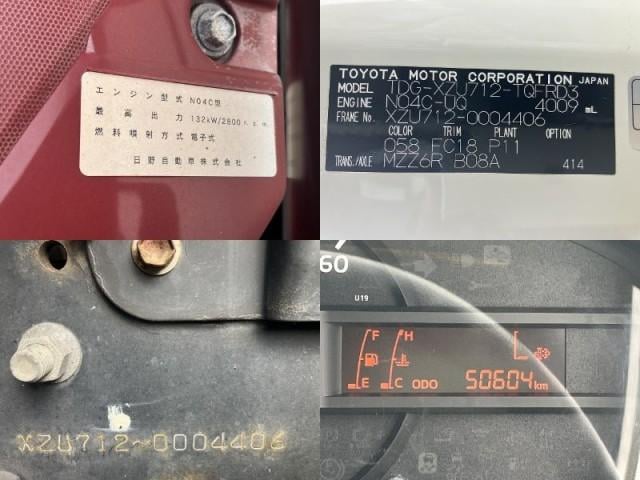 エンジン型式 N04C型
最高出力 132kW/2800
燃料噴射方式 電子式
日野自動車株式会社
TOYOTA MOTOR CORPORATION JAPAN
MODEL TDG-XZU712-TQFRD3
ENGINE N04C-UQ 4009 mL
FRAME No. XZU712-0004406
COLOR TRIM PLANT OPTION
058 FC18 P11
TRANS./AXLE MZZ6R B08A 414
XZU712-0004406
60
U19
F H L
E C ODO 50604 km